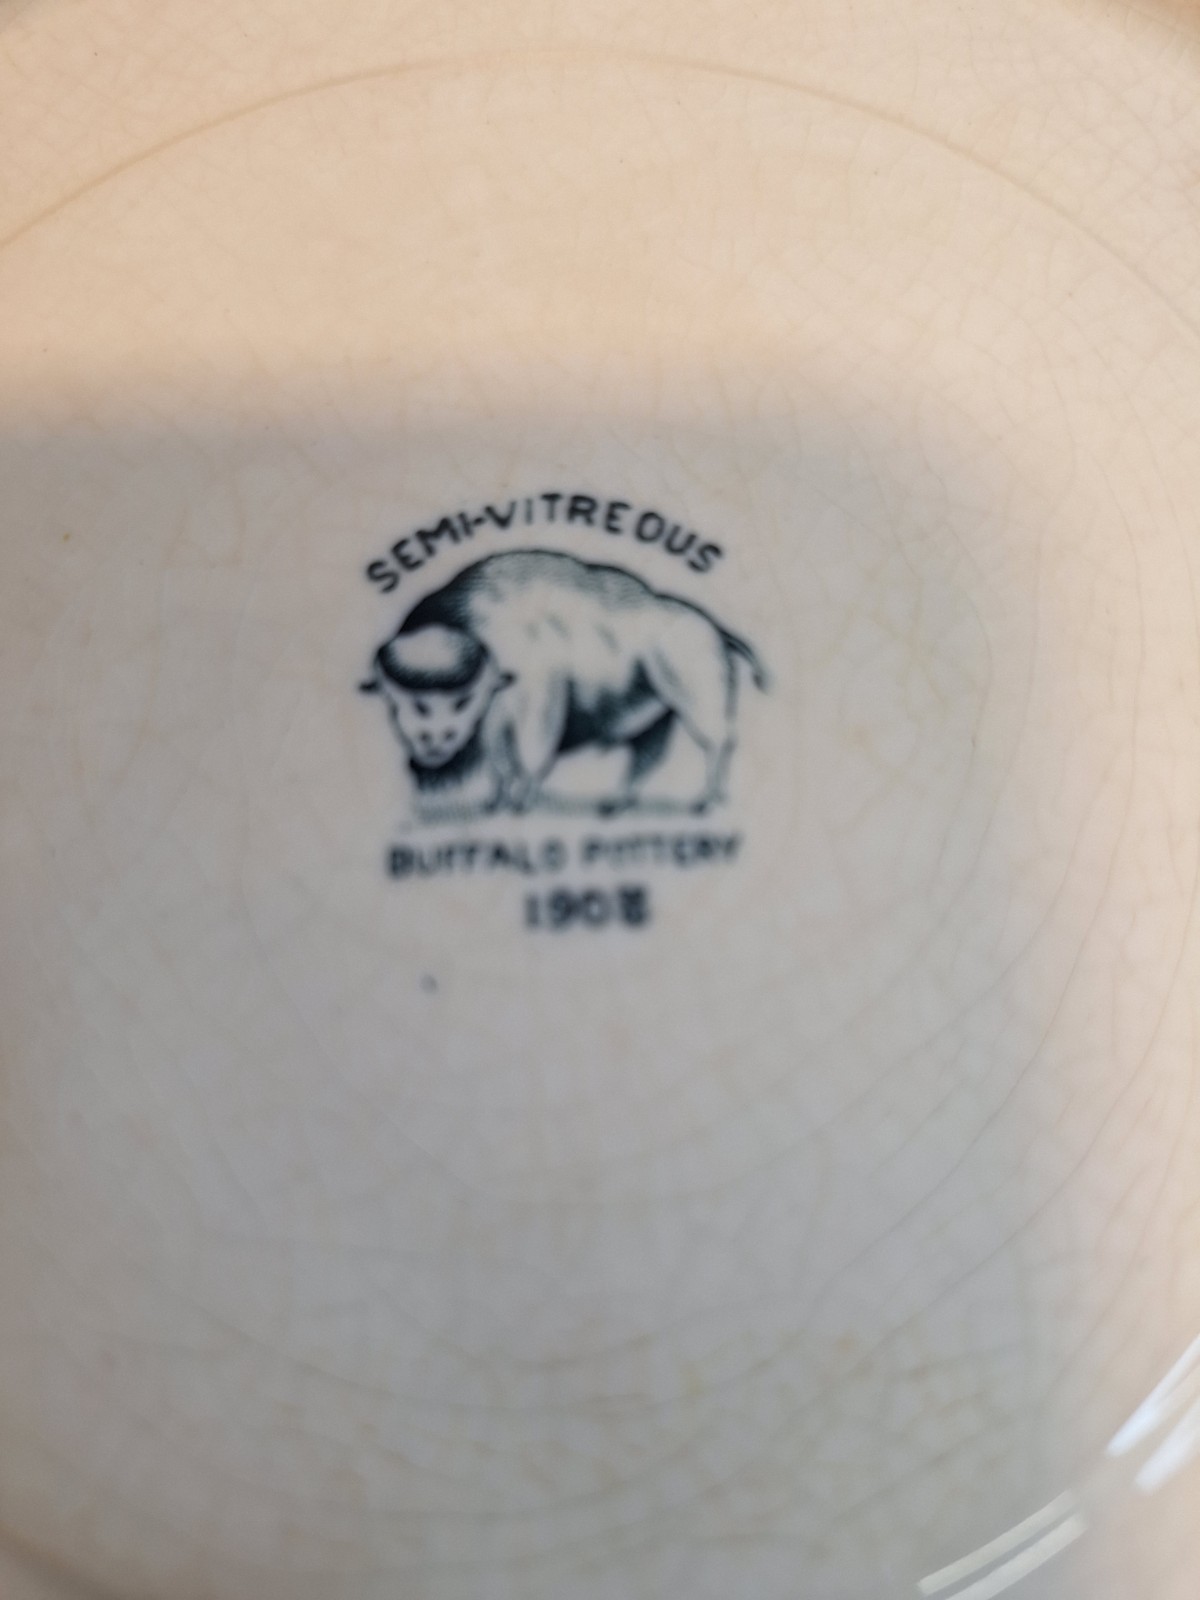 SEMI-VITREOUS
BUFFALO POTTERY
1908